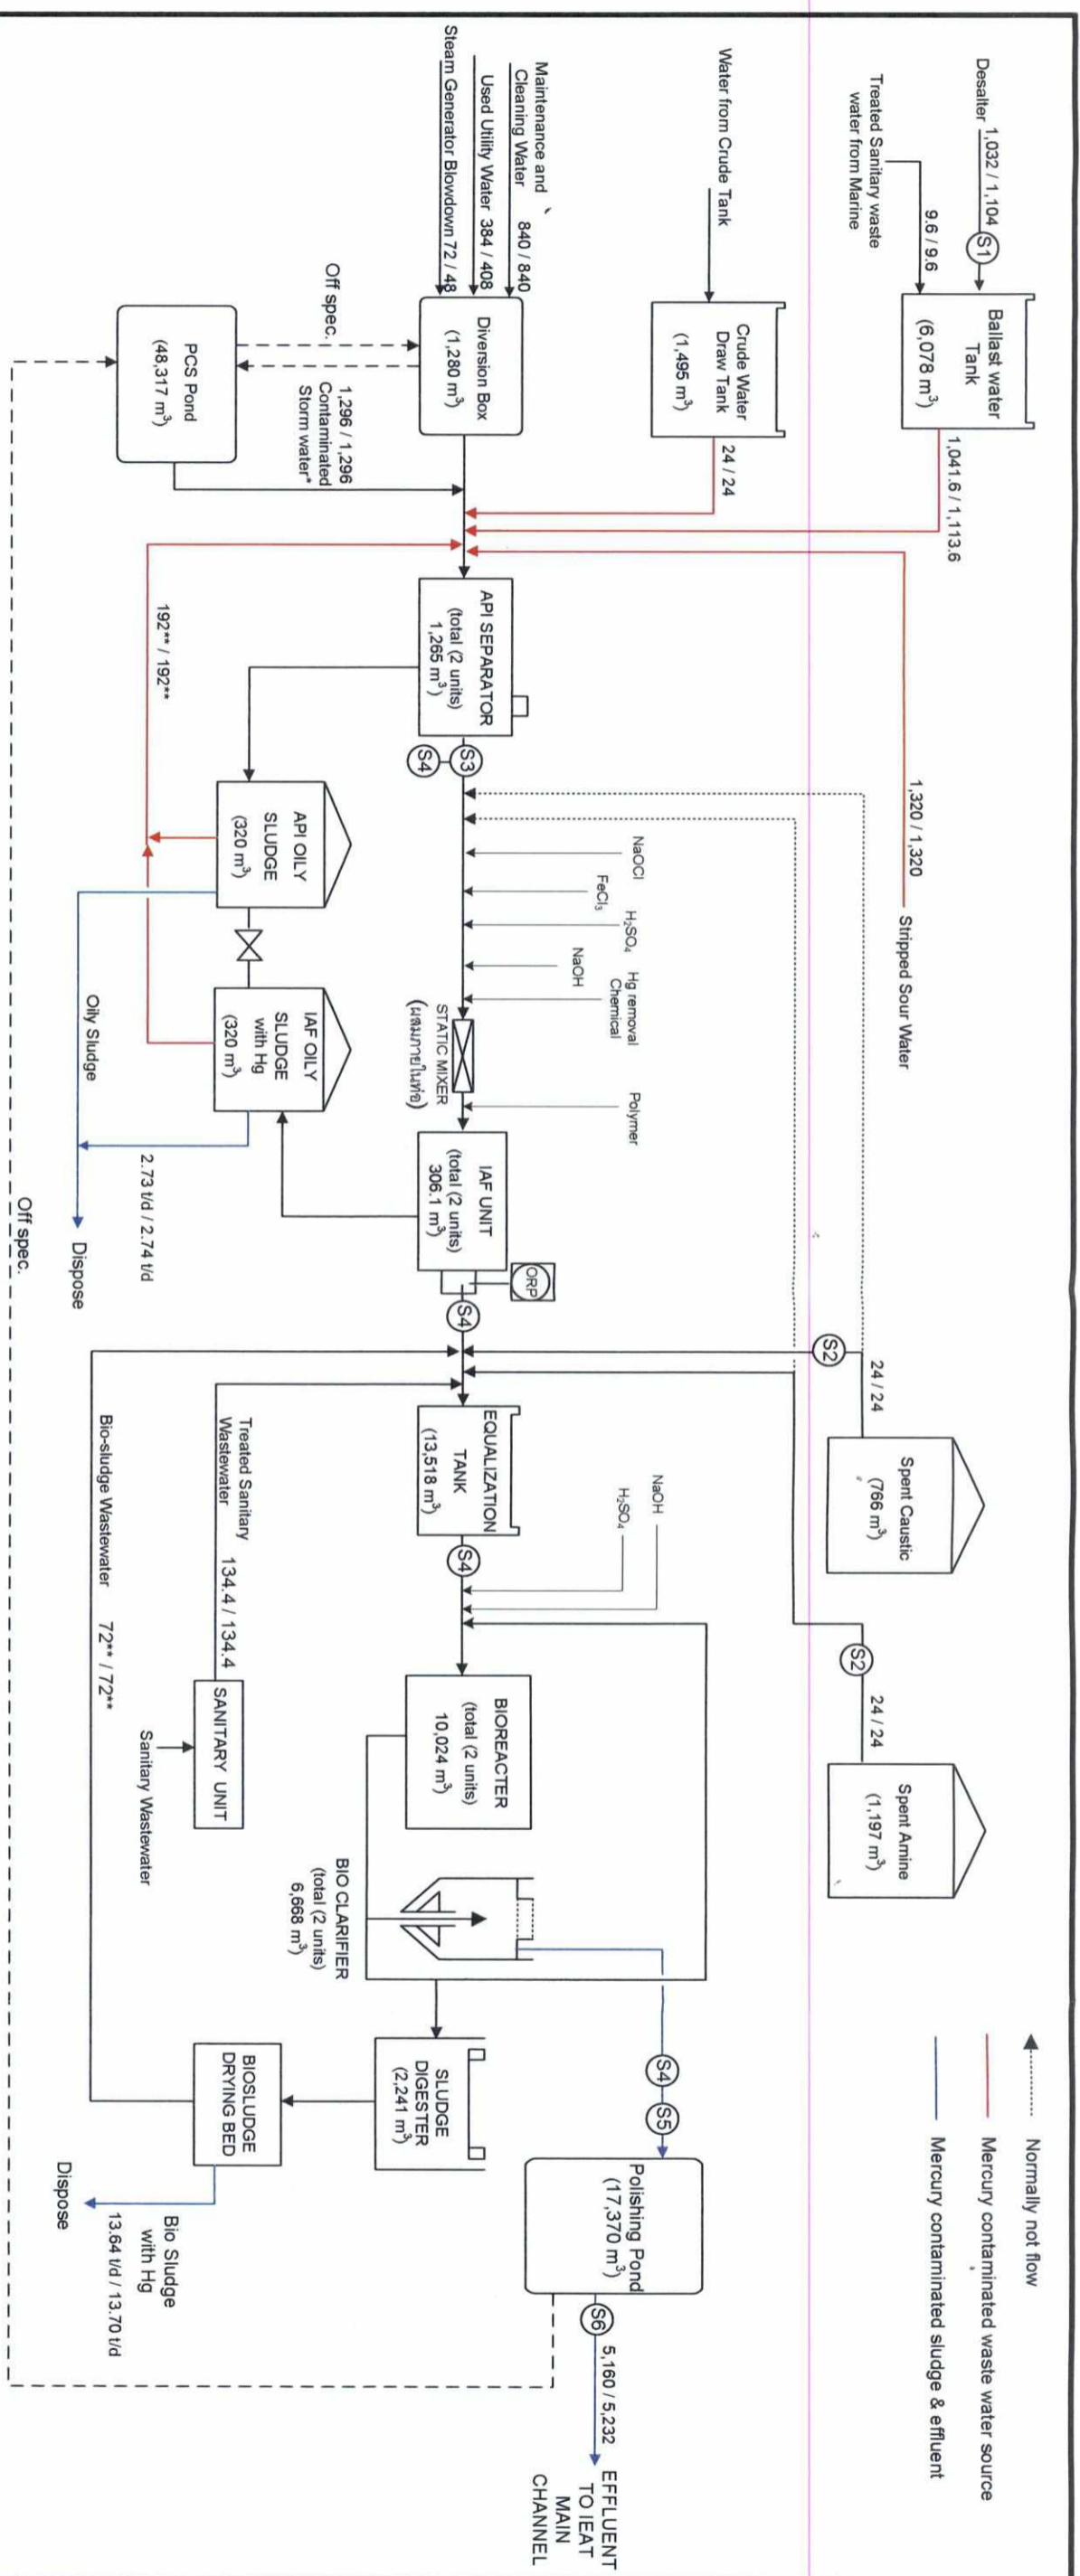 Desalter 1,032 / 1,104
S1
Treated Sanitary waste
water from Marine
9.6 / 9.6
Ballast water
Tank
(6,078 m³)
1,041.6 / 1,113.6
Water from Crude Tank
Crude Water
Draw Tank
(1,495 m³)
24 / 24
Maintenance and
Cleaning Water 840 / 840
Used Utility Water 384 / 408
Steam Generator Blowdown 72 / 48
Diversion Box
(1,280 m³)
Off spec.
1,296 / 1,296
Contaminated
Storm water*
PCS Pond
(48,317 m³)
1,320 / 1,320
Stripped Sour Water
API SEPARATOR
(total (2 units)
1,265 m³)
S3
S4
192** / 192**
API OILY
SLUDGE
(320 m³)
IAF OILY
SLUDGE
with Hg
(320 m³)
Oily Sludge
2.73 t/d / 2.74 t/d
Dispose
Off spec.
NaOCl
FeCl₃
H₂SO₄
NaOH
Hg removal
Chemical
STATIC MIXER
(ผสมภายในท่อ)
Polymer
IAF UNIT
(total (2 units)
306.1 m³)
ORP
S4
S2
24 / 24
Spent Caustic
(766 m³)
S2
24 / 24
Spent Amine
(1,197 m³)
EQUALIZATION
TANK
(13,518 m³)
S4
NaOH
H₂SO₄
Treated Sanitary
Wastewater
134.4 / 134.4
SANITARY UNIT
Sanitary Wastewater
Bio-sludge Wastewater 72** / 72**
BIOREACTER
(total (2 units)
10,024 m³)
BIO CLARIFIER
(total (2 units)
6,668 m³)
SLUDGE
DIGESTER
(2,241 m³)
BIOSLUDGE
DRYING BED
Bio Sludge
with Hg
13.64 t/d / 13.70 t/d
Dispose
S4
S5
Polishing Pond
(17,370 m³)
S6
5,160 / 5,232
EFFLUENT
TO IEAT
MAIN
CHANNEL
Normally not flow
Mercury contaminated waste water source
Mercury contaminated sludge & effluent